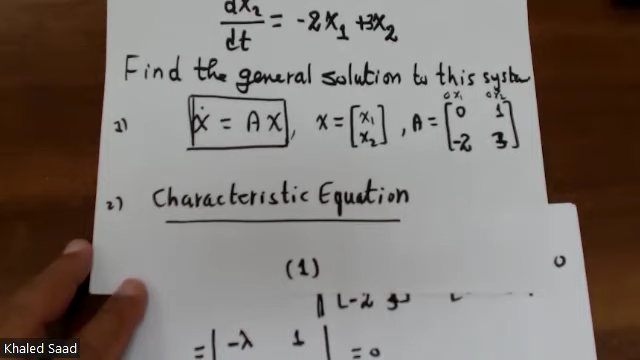 dx₂/dt = -2x₁ + 3x₂
Find the general solution to this system
1) Ẋ = AX, X = [x₁ x₂], A = [0 1 -2 3]
2) Characteristic Equation
(1)
0
= | -λ 1 | = 0
Khaled Saad